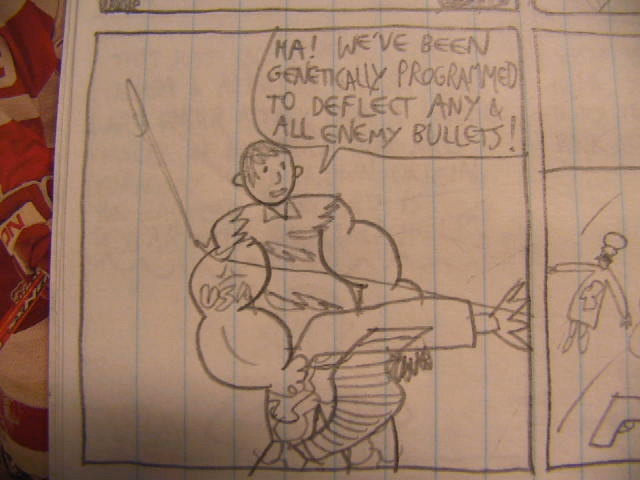 HA! WE'VE BEEN
GENETICALLY PROGRAMMED
TO DEFLECT ANY &
ALL ENEMY BULLETS!
USA